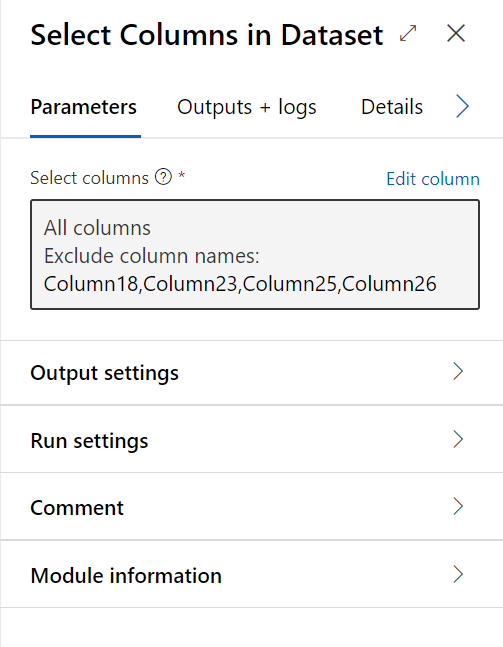 Select Columns in Dataset
Parameters Outputs + logs Details
Select columns ? * Edit column
All columns
Exclude column names:
Column18,Column23,Column25,Column26
Output settings
Run settings
Comment
Module information